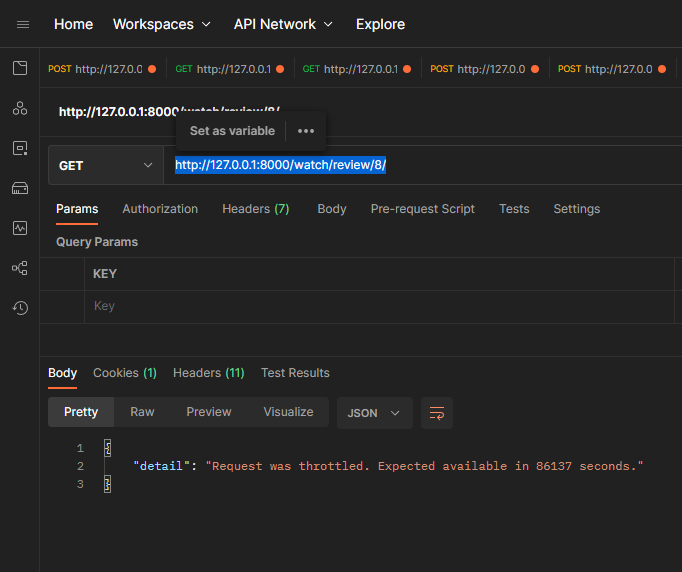 Home Workspaces API Network Explore
POST http://127.0.0 GET http://127.0.0.1 GET http://127.0.0.1 POST http://127.0.0 POST http://127.0.0
http://127.0.0.1:8000/watch/review/8/
Set as variable •••
GET http://127.0.0.1:8000/watch/review/8/
Params Authorization Headers (7) Body Pre-request Script Tests Settings
Query Params
KEY
Key
Body Cookies (1) Headers (11) Test Results
Pretty Raw Preview Visualize JSON
1 {
2 "detail": "Request was throttled. Expected available in 86137 seconds."
3 }